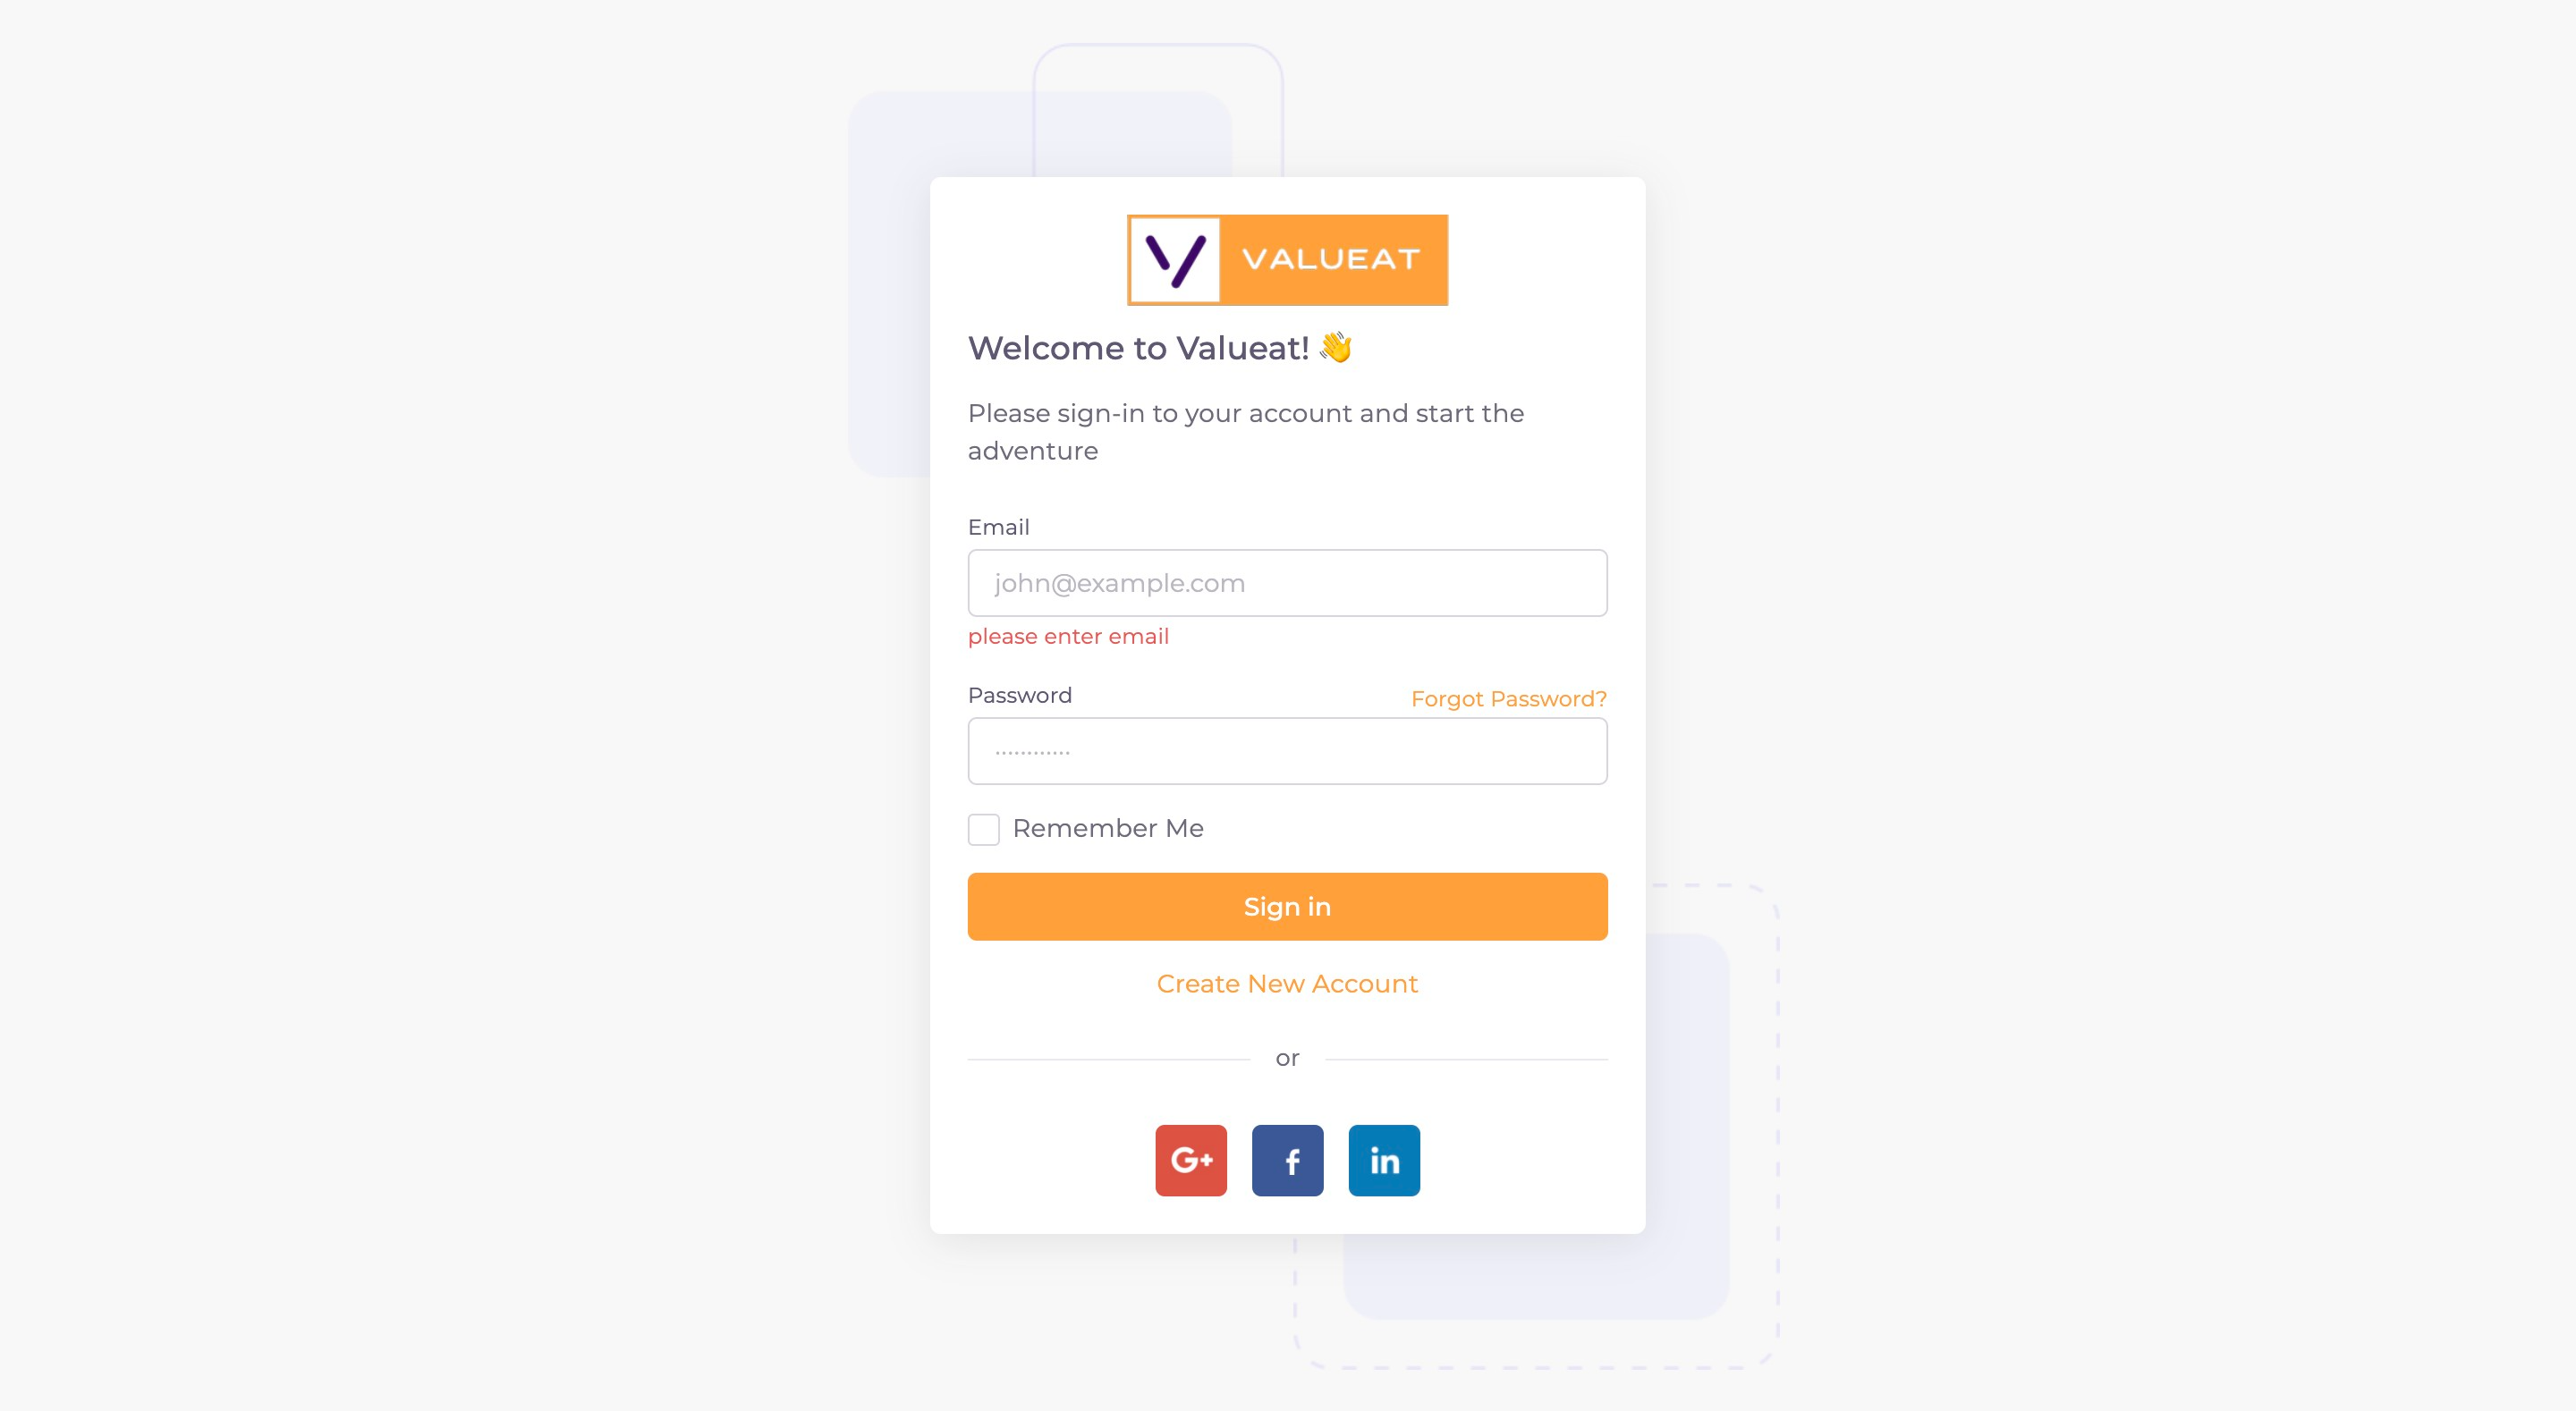 VALUEAT
Welcome to Valueat! 👋
Please sign-in to your account and start the
adventure
Email
john@example.com
please enter email
Password
Forgot Password?
............
Remember Me
Sign in
Create New Account
or
G+ f in